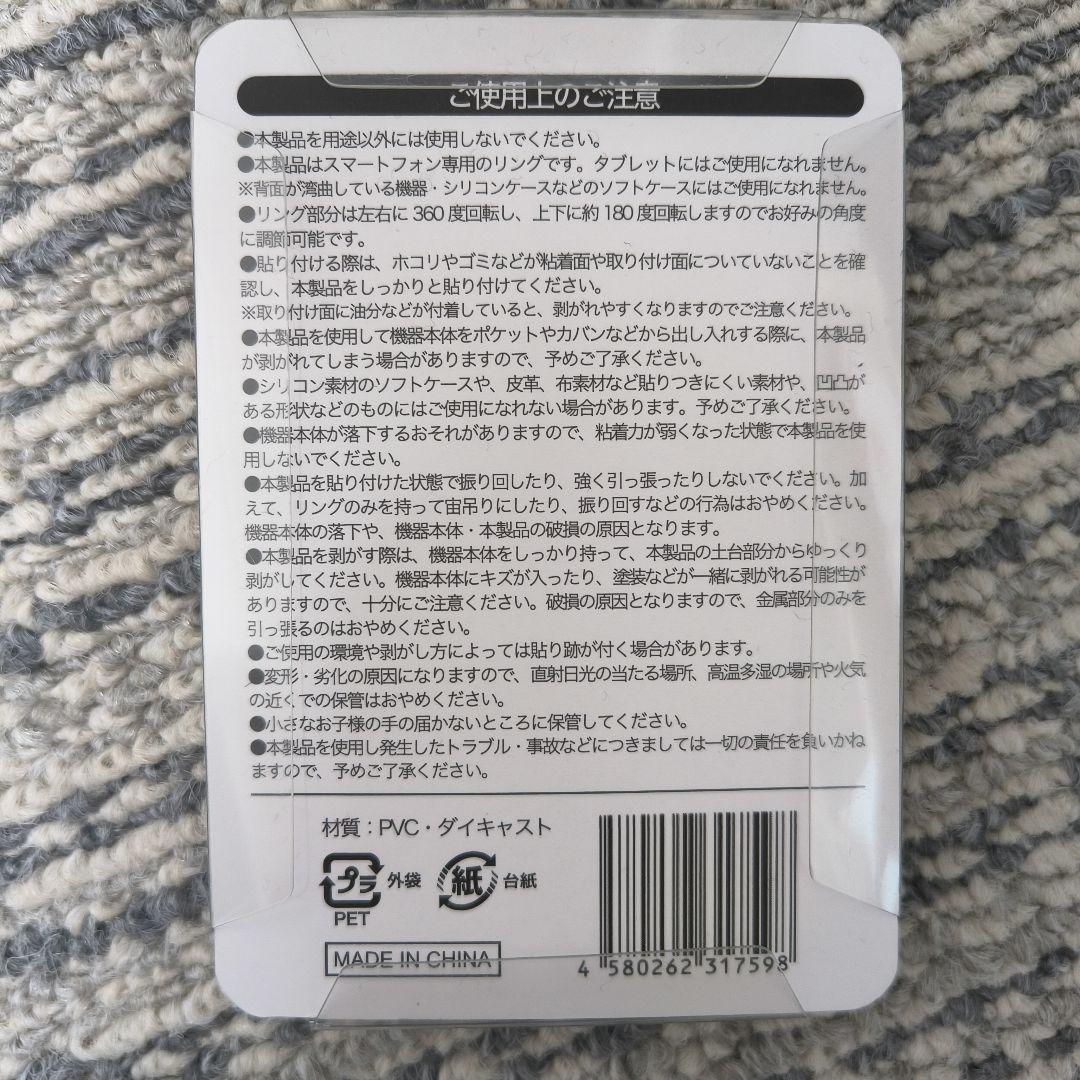 ご使用上のご注意
●本製品を用途以外には使用しないでください。
●本製品はスマートフォン専用のリングです。タブレットにはご使用になれません。
※背面が湾曲している機器・シリコンケースなどのソフトケースにはご使用になれません。
●リング部分は左右に360度回転し、上下に約180度回転しますのでお好みの角度
に調節可能です。
●貼り付ける際は、ホコリやゴミなどが粘着面や取り付け面についていないことを確
認し、本製品をしっかりと貼り付けてください。
※取り付け面に油分などが付着していると、剥がれやすくなりますのでご注意ください。
●本製品を使用して機器本体をポケットやカバンなどから出し入れする際に、本製品
が剥がれてしまう場合がありますので、予めご了承ください。
●シリコン素材のソフトケースや、皮革、布素材など貼りつきにくい素材や、凹凸が
ある形状などのものにはご使用になれない場合があります。予めご了承ください。
●機器本体が落下するおそれがありますので、粘着力が弱くなった状態で本製品を使
用しないでください。
●本製品を貼り付けた状態で振り回したり、強く引っ張ったりしないでください。加
えて、リングのみを持って宙吊りにしたり、振り回すなどの行為はおやめください。
機器本体の落下や、機器本体・本製品の破損の原因となります。
●本製品を剥がす際は、機器本体をしっかり持って、本製品の土台部分からゆっくり
剥がしてください。機器本体にキズが入ったり、塗装などが一緒に剥がれる可能性が
ありますので、十分にご注意ください。破損の原因となりますので、金属部分のみを
引っ張るのはおやめください。
●ご使用の環境や剥がし方によっては貼り跡が付く場合があります。
●変形・劣化の原因になりますので、直射日光の当たる場所、高温多湿の場所や火気
の近くでの保管はおやめください。
●小さなお子様の手の届かないところに保管してください。
●本製品を使用し発生したトラブル・事故などにつきましては一切の責任を負いかね
ますので、予めご了承ください。
材質：PVC・ダイキャスト
プラ 外袋 紙 台紙
PET
MADE IN CHINA
4 580262 317598